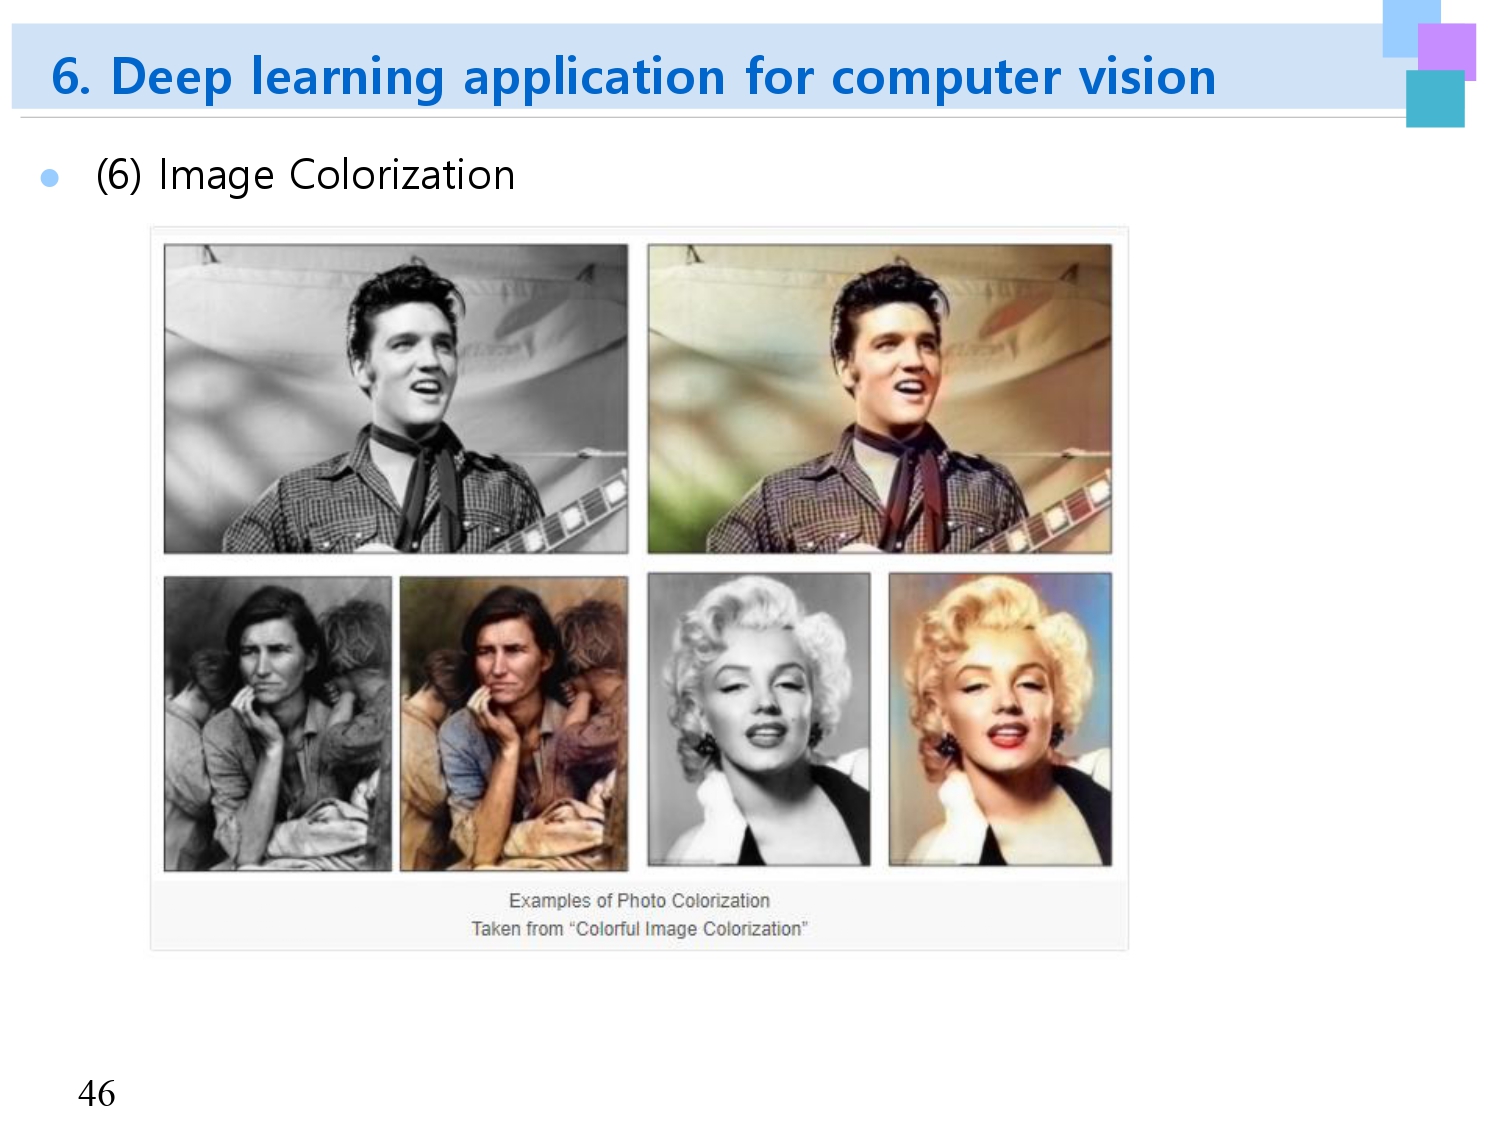 6. Deep learning application for computer vision
(6) Image Colorization
Examples of Photo Colorization
Taken from “Colorful Image Colorization”
46